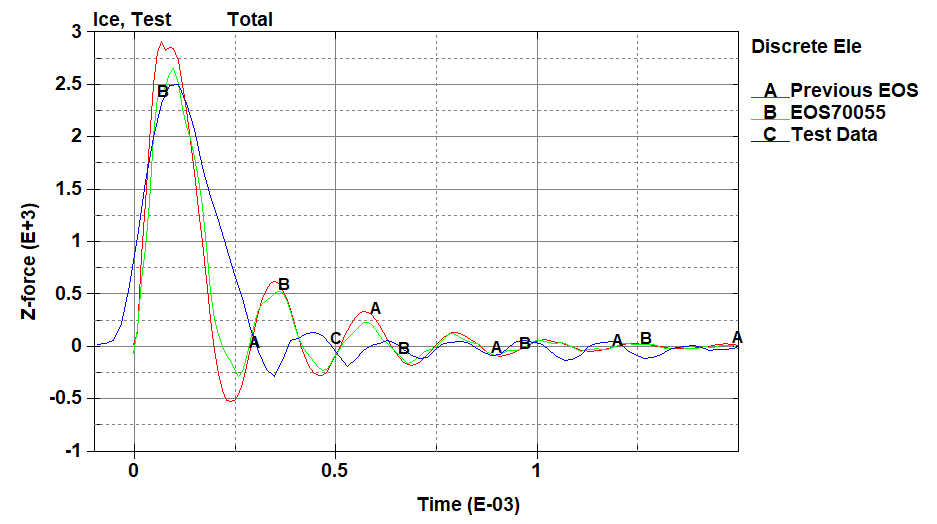 Ice, Test Total
3
2.5
2
1.5
1
0.5
0
-0.5
-1
Z-force (E+3)
0 0.5 1
Time (E-03)
Discrete Ele
A Previous EOS
B EOS70055
C Test Data
B
B
A
A
C
B
A
B
A
B
A